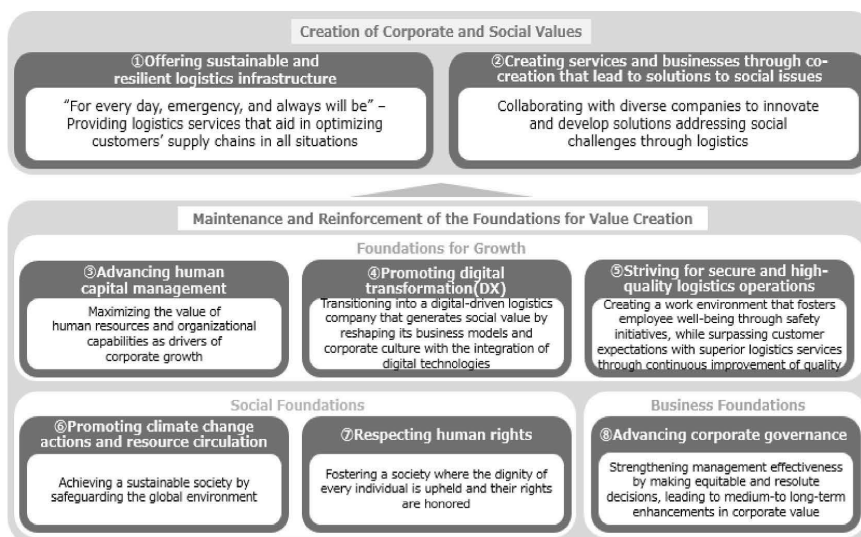 Creation of Corporate and Social Values
①Offering sustainable and
resilient logistics infrastructure
“For every day, emergency, and always will be” –
Providing logistics services that aid in optimizing
customers’ supply chains in all situations
②Creating services and businesses through co-
creation that lead to solutions to social issues
Collaborating with diverse companies to innovate
and develop solutions addressing social
challenges through logistics
Maintenance and Reinforcement of the Foundations for Value Creation
Foundations for Growth
③Advancing human
capital management
Maximizing the value of
human resources and organizational
capabilities as drivers of
corporate growth
④Promoting digital
transformation(DX)
Transitioning into a digital-driven logistics
company that generates social value by
reshaping its business models and
corporate culture with the integration of
digital technologies
⑤Striving for secure and high-
quality logistics operations
Creating a work environment that fosters
employee well-being through safety
initiatives, while surpassing customer
expectations with superior logistics services
through continuous improvement of quality
Social Foundations
⑥Promoting climate change
actions and resource circulation
Achieving a sustainable society by
safeguarding the global environment
⑦Respecting human rights
Fostering a society where the dignity of
every individual is upheld and their rights
are honored
Business Foundations
⑧Advancing corporate governance
Strengthening management effectiveness
by making equitable and resolute
decisions, leading to medium-to long-term
enhancements in corporate value